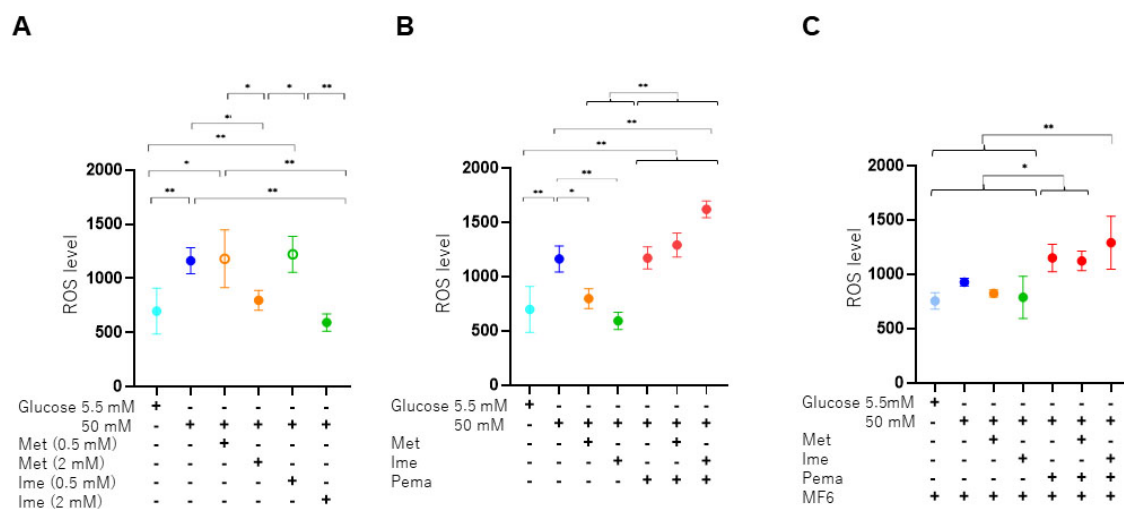 A
B
C
* * **
**
**
* **
** **
2000
1500
1000
500
0
ROS level
Glucose 5.5 mM + - - - - -
50 mM - + + + + +
Met (0.5 mM) - - + - - -
Met (2 mM) - - - + - -
Ime (0.5 mM) - - - - + -
Ime (2 mM) - - - - - +
**
**
**
**
** *
2000
1500
1000
500
0
ROS level
Glucose 5.5 mM + - - - - - -
50 mM - + + + + + +
Met - - + - - + -
Ime - - - + - - +
Pema - - - - + + +
**
*
2000
1500
1000
500
0
ROS level
Glucose 5.5mM + - - - - - -
50 mM - + + + + + +
Met - - + - - + -
Ime - - - + - - +
Pema - - - - + + +
MF6 + + + + + + +